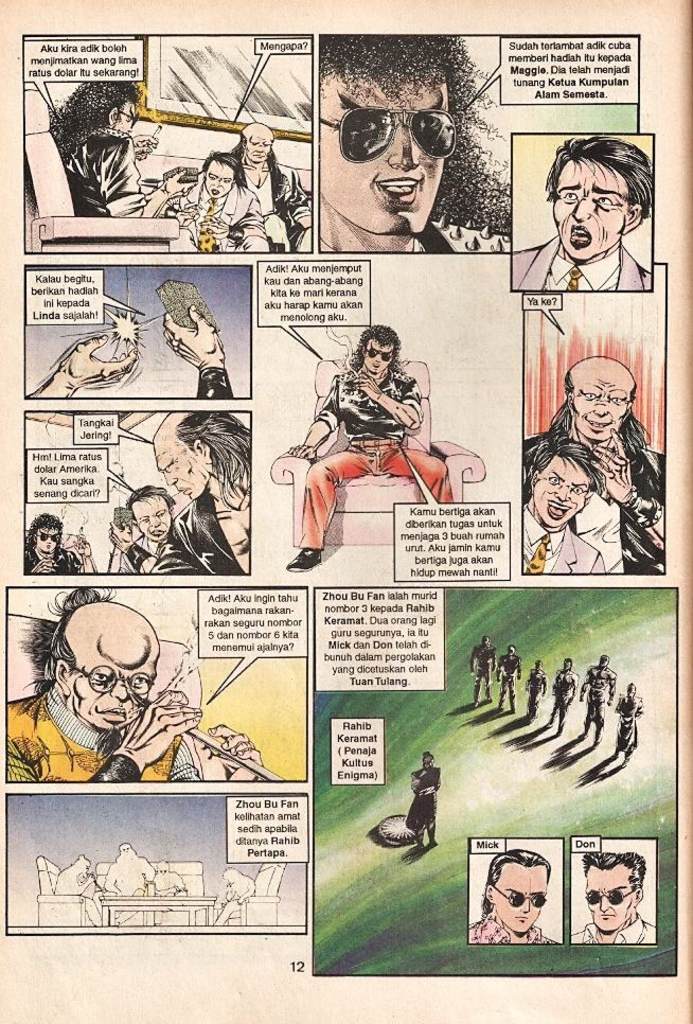 Aku kira adik boleh
menjimatkan wang lima
ratus dolar itu sekarang!
Mengapa?
Sudah terlambat adik cuba
memberi hadiah itu kepada
Maggie. Dia telah menjadi
tunang Ketua Kumpulan
Alam Semesta.
Kalau begitu,
berikan hadiah
ini kepada
Linda sajalah!
Adik! Aku menjemput
kau dan abang-abang
kita ke mari kerana
aku harap kamu akan
menolong aku.
Ya ke?
Tangkai
Jering!
Hm! Lima ratus
dolar Amerika.
Kau sangka
senang dicari?
Kamu bertiga akan
diberikan tugas untuk
menjaga 3 buah rumah
urut. Aku jamin kamu
bertiga juga akan
hidup mewah nanti!
Adik! Aku ingin tahu
bagaimana rakan-
rakan seguru nombor
5 dan nombor 6 kita
menemui ajalnya?
Zhou Bu Fan ialah murid
nombor 3 kepada Rahib
Keramat. Dua orang lagi
guru segurunya, ia itu
Mick dan Don telah di-
bunuh dalam pergolakan
yang dicetuskan oleh
Tuan Tulang.
Rahib
Keramat
( Penaja
Kultus
Enigma)
Zhou Bu Fan
kelihatan amat
sedih apabila
ditanya Rahib
Pertapa.
Mick
Don
12